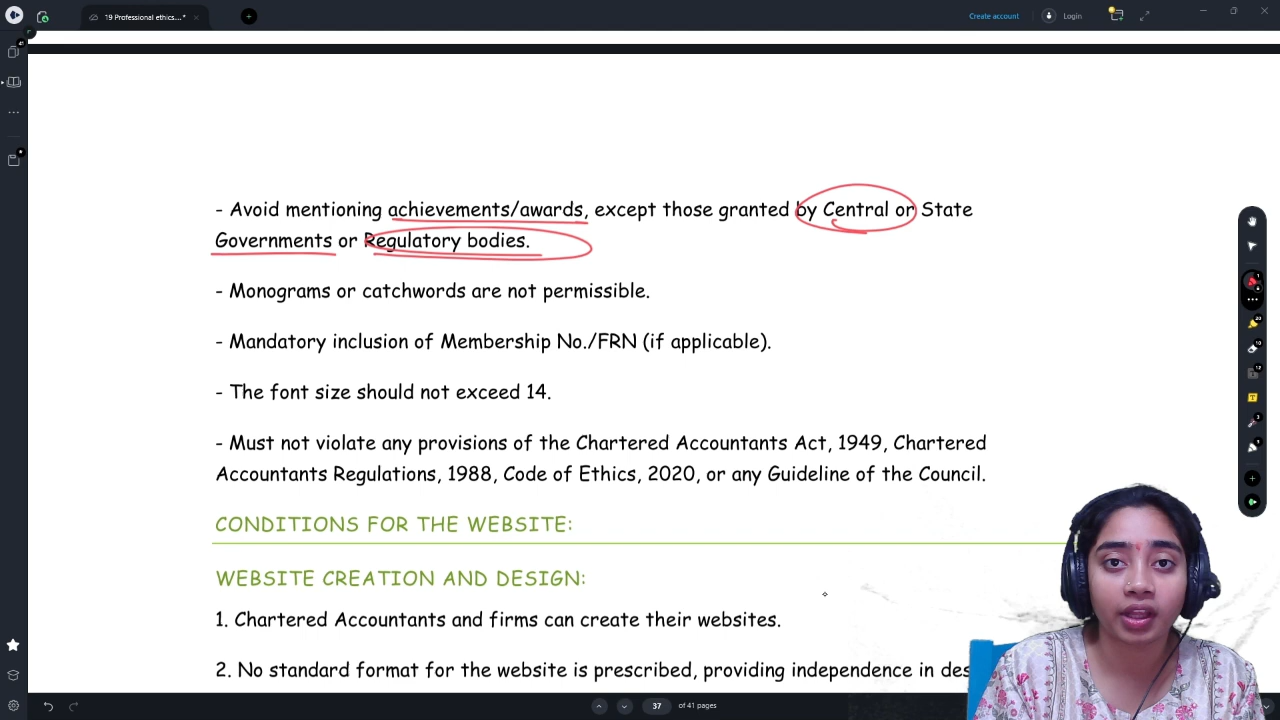 19 Professional ethics....*
Create account
Login
- Avoid mentioning achievements/awards, except those granted by Central or State
Governments or Regulatory bodies.
- Monograms or catchwords are not permissible.
- Mandatory inclusion of Membership No./FRN (if applicable).
- The font size should not exceed 14.
- Must not violate any provisions of the Chartered Accountants Act, 1949, Chartered
Accountants Regulations, 1988, Code of Ethics, 2020, or any Guideline of the Council.
CONDITIONS FOR THE WEBSITE:
WEBSITE CREATION AND DESIGN:
1. Chartered Accountants and firms can create their websites.
2. No standard format for the website is prescribed, providing independence in des
37 of 41 pages